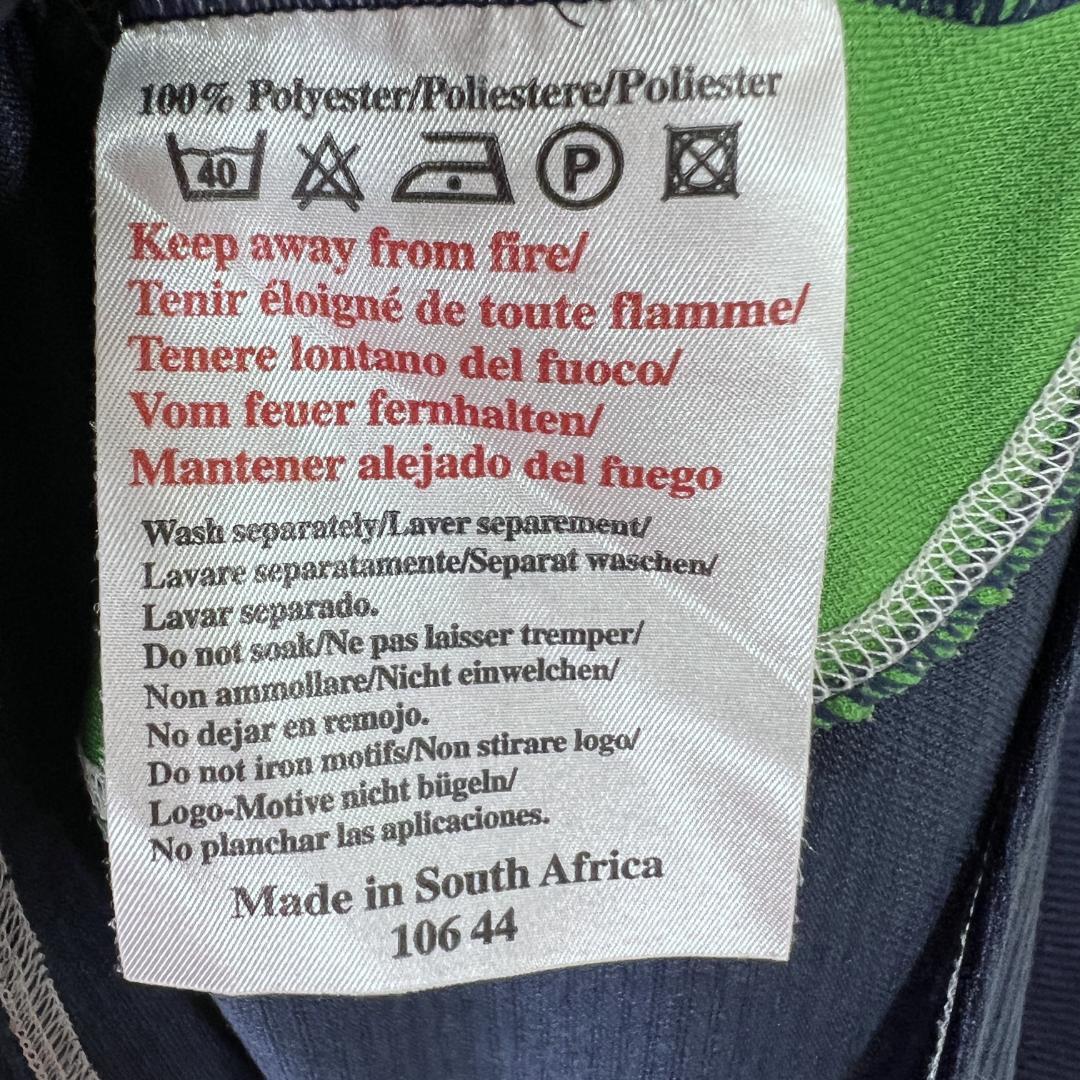 100% Polyester/Poliestere/Poliester
40 P
Keep away from fire/
Tenir éloigné de toute flamme/
Tenere lontano del fuoco/
Vom feuer fernhalten/
Mantener alejado del fuego
Wash separately/Laver separement/
Lavare separatamente/Separat waschen/
Lavar separado.
Do not soak/Ne pas laisser tremper/
Non ammollare/Nicht einwelchen/
No dejar en remojo.
Do not iron motifs/Non stirare logo/
Logo-Motive nicht bügeln/
No planchar las aplicaciones.
Made in South Africa
106 44